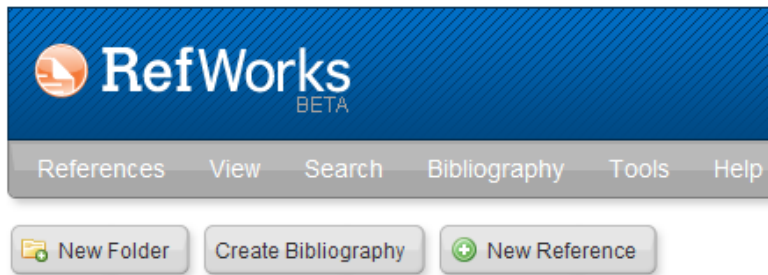 RefWorks
BETA
References View Search Bibliography Tools Help
New Folder Create Bibliography New Reference